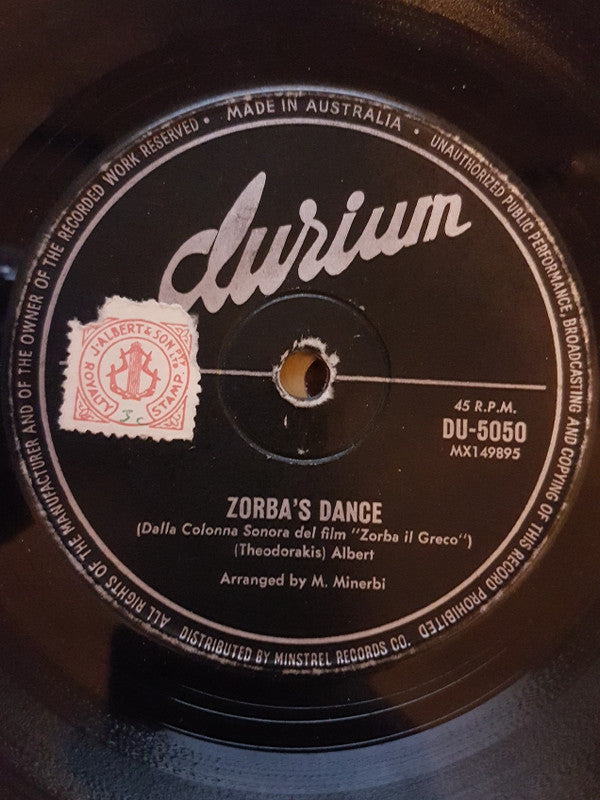 ALL RIGHTS OF THE MANUFACTURER AND OF THE OWNER OF THE RECORDED WORK RESERVED • MADE IN AUSTRALIA • UNAUTHORIZED PUBLIC PERFORMANCE, BROADCASTING AND COPYING OF THIS RECORD PROHIBITED
durium
J. ALBERT & SON PTY LTD
ROYALTY STAMP
3c
45 R.P.M.
DU-5050
MX149895
ZORBA'S DANCE
(Dalla Colonna Sonora del film "Zorba il Greco")
(Theodorakis) Albert
Arranged by M. Minerbi
DISTRIBUTED BY MINSTREL RECORDS CO.